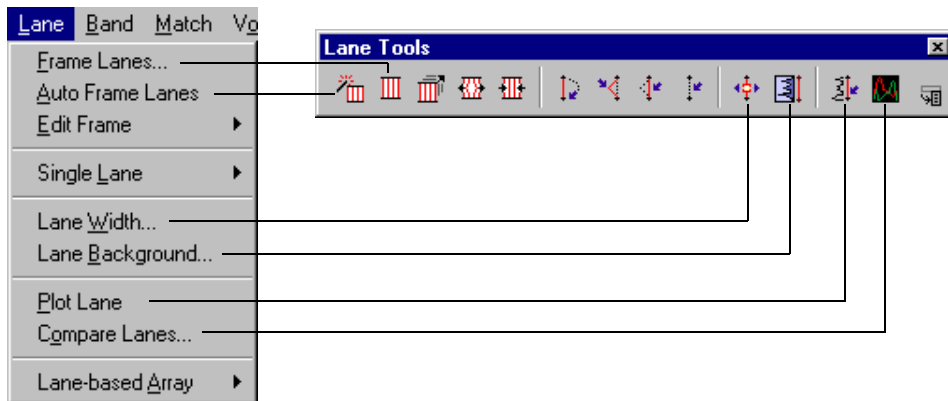 Lane Band Match Vo
Frame Lanes...
Auto Frame Lanes
Edit Frame
Single Lane
Lane Width...
Lane Background...
Plot Lane
Compare Lanes...
Lane-based Array
Lane Tools